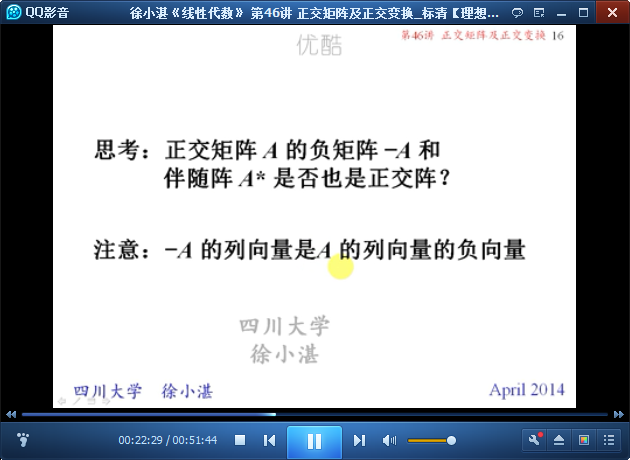 QQ影音
徐小湛《线性代数》 第46讲 正交矩阵及正交变换_标清【理想...
优酷
第46讲 正交矩阵及正交变换 16
思考：正交矩阵 A 的负矩阵 −A 和
伴随阵 A* 是否也是正交阵？
注意：−A 的列向量是A 的列向量的负向量
四川大学
徐小湛
四川大学 徐小湛
April 2014
00:22:29 / 00:51:44